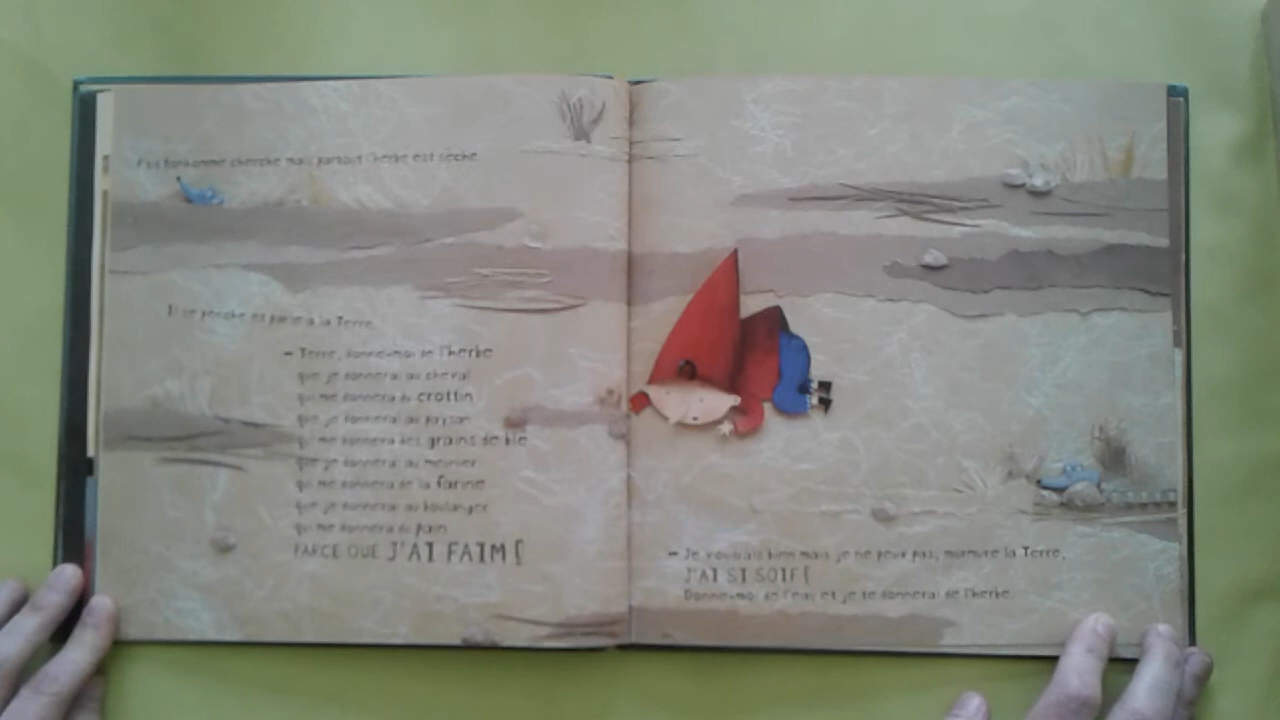 P'tit bonhomme cherche mais partout l'herbe est sèche.
Il se penche et parle à la Terre.
– Terre, donne-moi de l'herbe
que je donnerai au cheval
qui me donnera du crottin
que je donnerai au paysan
qui me donnera des grains de blé
que je donnerai au meunier
qui me donnera de la farine
que je donnerai au boulanger
qui me donnera du pain
PARCE QUE J'AI FAIM !
– Je voudrais bien mais je ne peux pas, murmure la Terre,
J'AI SI SOIF !
Donne-moi de l'eau et je te donnerai de l'herbe.